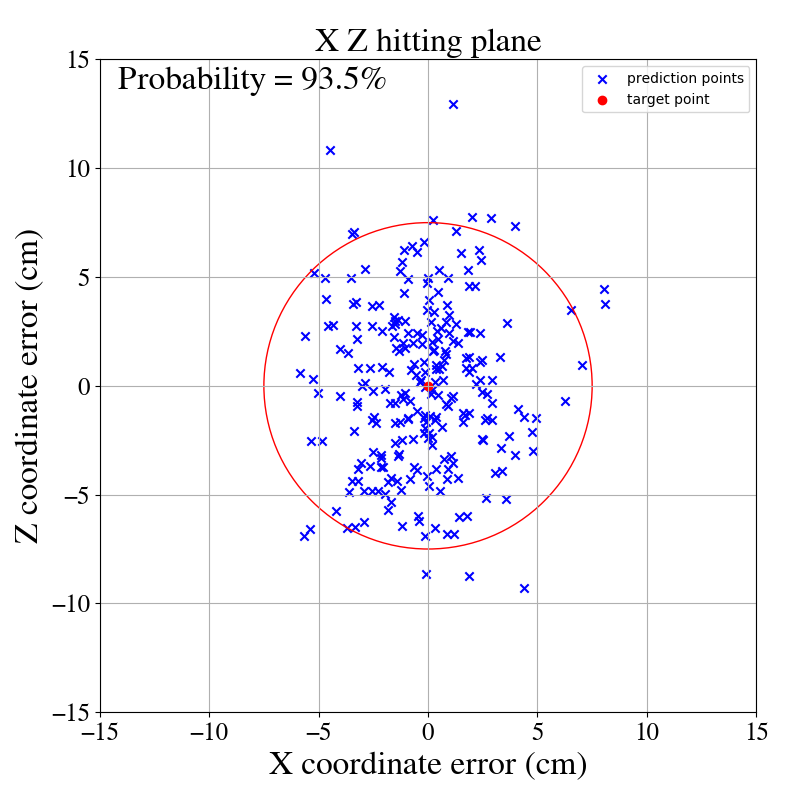 X Z hitting plane
Probability = 93.5%
prediction points
target point
15
10
5
0
−5
−10
−15
Z coordinate error (cm)
−15 −10 −5 0 5 10 15
X coordinate error (cm)